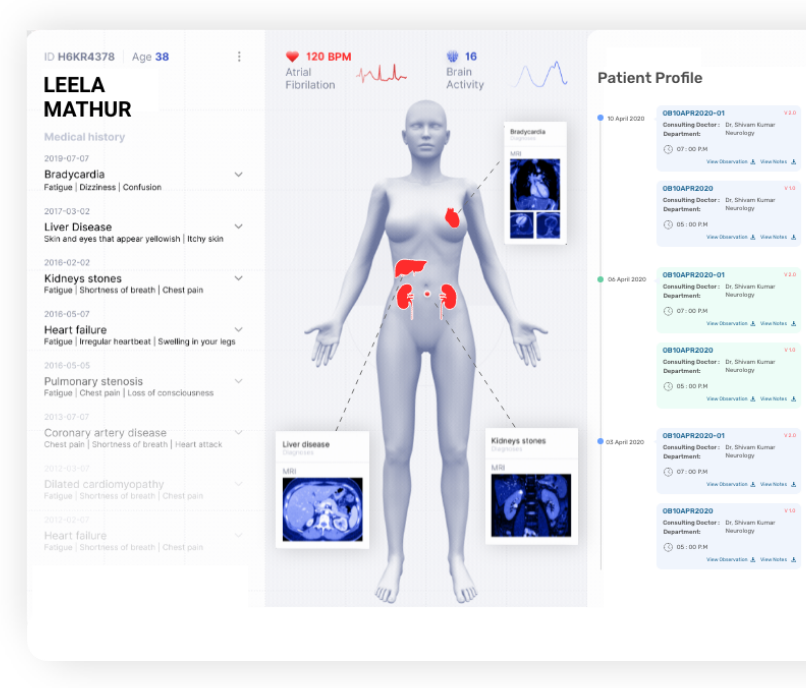 ID H6KR4378 | Age 38
LEELA
MATHUR
Medical history
2019-07-07
Bradycardia
Fatigue | Dizziness | Confusion
2017-03-02
Liver Disease
Skin and eyes that appear yellowish | Itchy skin
2016-02-02
Kidneys stones
Fatigue | Shortness of breath | Chest pain
2016-05-07
Heart failure
Fatigue | Irregular heartbeat | Swelling in your legs
2016-05-05
Pulmonary stenosis
Fatigue | Chest pain | Loss of consciousness
2013-07-07
Coronary artery disease
Chest pain | Shortness of breath | Heart attack
2012-03-07
Dilated cardiomyopathy
Fatigue | Shortness of breath | Chest pain
2012-02-07
Heart failure
Fatigue | Shortness of breath | Chest pain
120 BPM
Atrial
Fibrilation
16
Brain
Activity
Bradycardia
Diagnoses
MRI
Liver disease
Diagnoses
MRI
Kidneys stones
Diagnoses
MRI
Patient Profile
10 April 2020
OB10APR2020-01 V 2.0
Consulting Doctor : Dr, Shivam Kumar
Department: Neurology
07 : 00 P.M
View Observation View Notes
OB10APR2020 V 1.0
Consulting Doctor : Dr, Shivam Kumar
Department: Neurology
05 : 00 P.M
View Observation View Notes
06 April 2020
OB10APR2020-01 V 2.0
Consulting Doctor : Dr, Shivam Kumar
Department: Neurology
07 : 00 P.M
View Observation View Notes
OB10APR2020 V 1.0
Consulting Doctor : Dr, Shivam Kumar
Department: Neurology
05 : 00 P.M
View Observation View Notes
03 April 2020
OB10APR2020-01 V 2.0
Consulting Doctor : Dr, Shivam Kumar
Department: Neurology
07 : 00 P.M
View Observation View Notes
OB10APR2020 V 1.0
Consulting Doctor : Dr, Shivam Kumar
Department: Neurology
05 : 00 P.M
View Observation View Notes